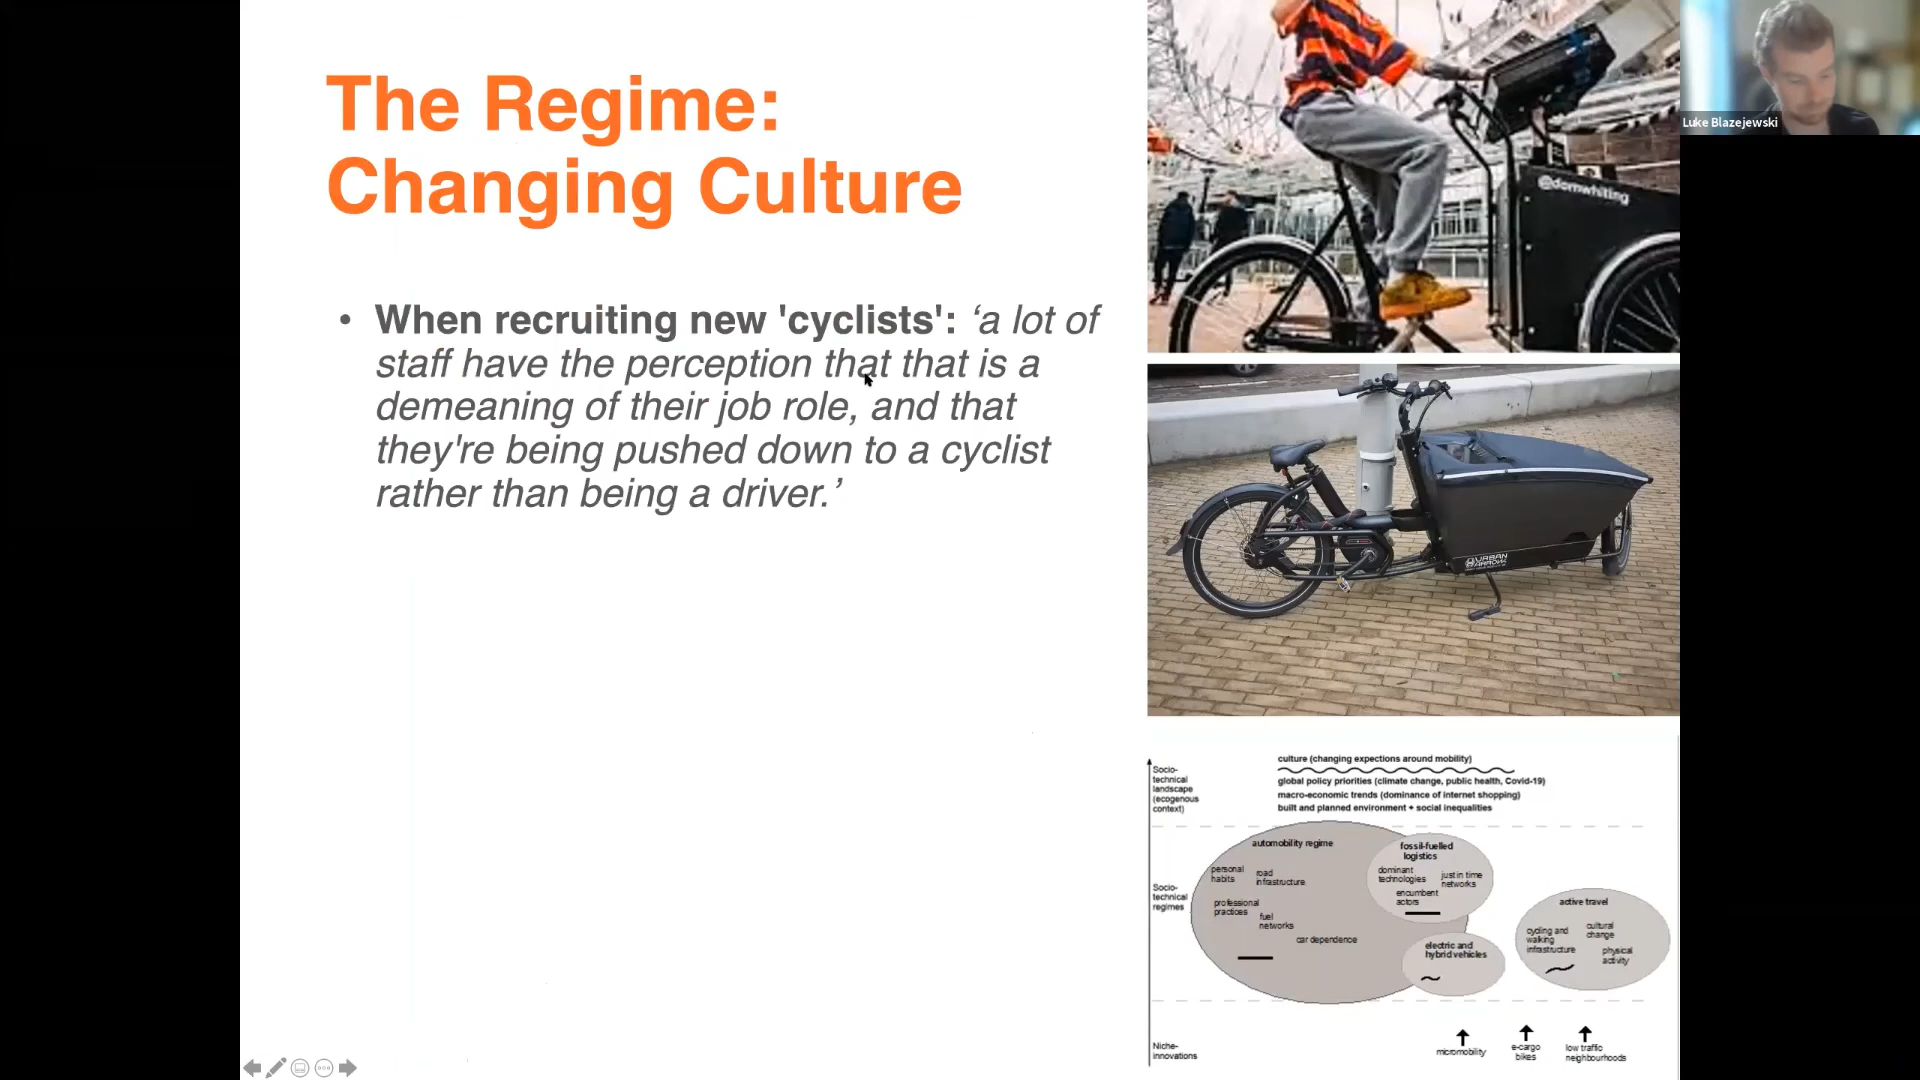 The Regime:
Changing Culture
• When recruiting new 'cyclists': ‘a lot of
staff have the perception that that is a
demeaning of their job role, and that
they're being pushed down to a cyclist
rather than being a driver.’
@domwhiting
URBAN
ARROW
Luke Blazejewski
Socio-
technical
landscape
(ecogenous
context)
culture (changing expections around mobility)
global policy priorities (climate change, public health, Covid-19)
macro-economic trends (dominance of internet shopping)
built and planned environment + social inequalities
Socio-
technical
regimes
automobility regime
personal
habits
road
infrastructure
professional
practices
fuel
networks
car dependence
fossil-fuelled
logistics
dominant
technologies
just in time
networks
encumbent
actors
electric and
hybrid vehicles
active travel
cycling and
walking
infrastructure
cultural
change
physical
activity
Niche-
innovations
micromobility
e-cargo
bikes
low traffic
neighbourhoods